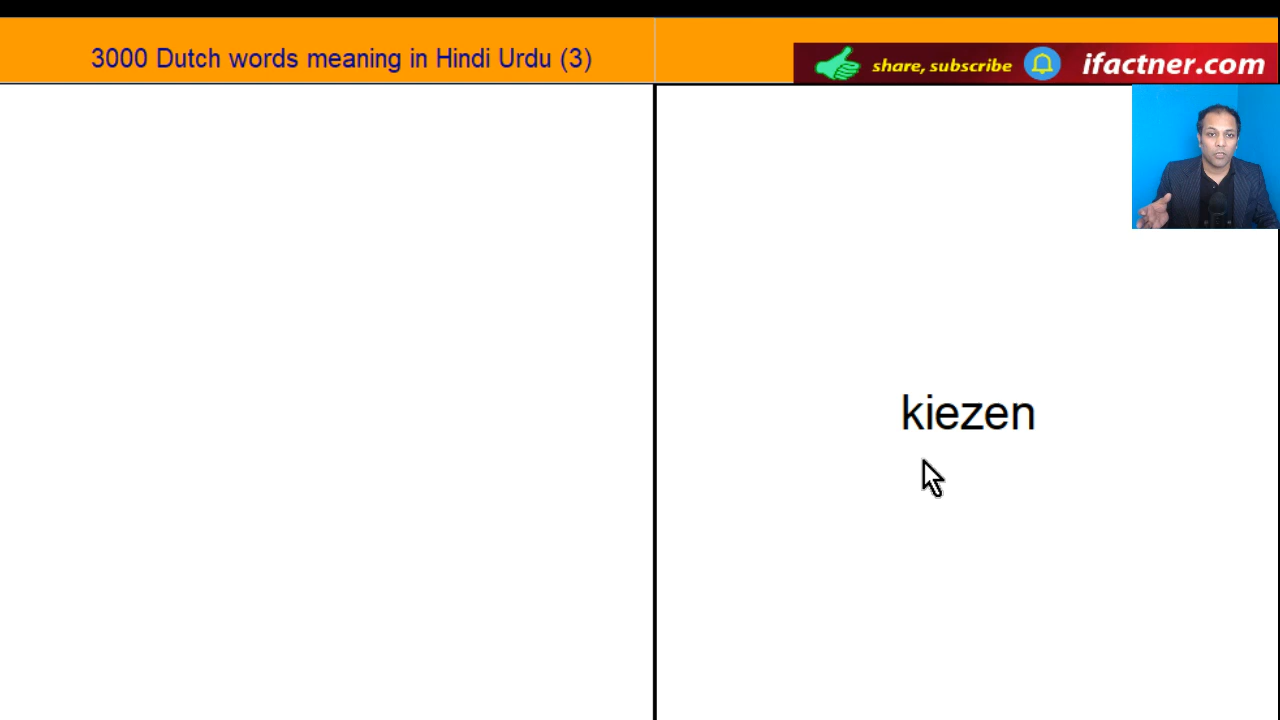 3000 Dutch words meaning in Hindi Urdu (3)
share, subscribe
ifactner.com
kiezen